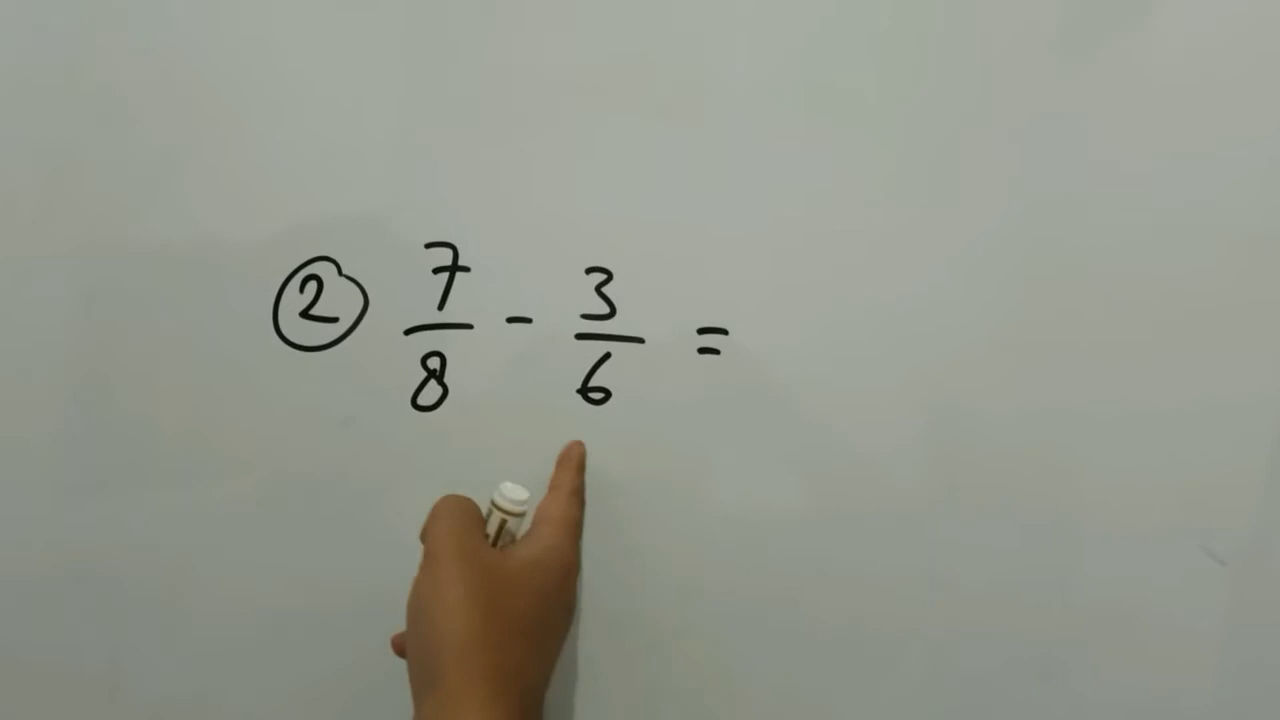 ② 7/8 - 3/6 =